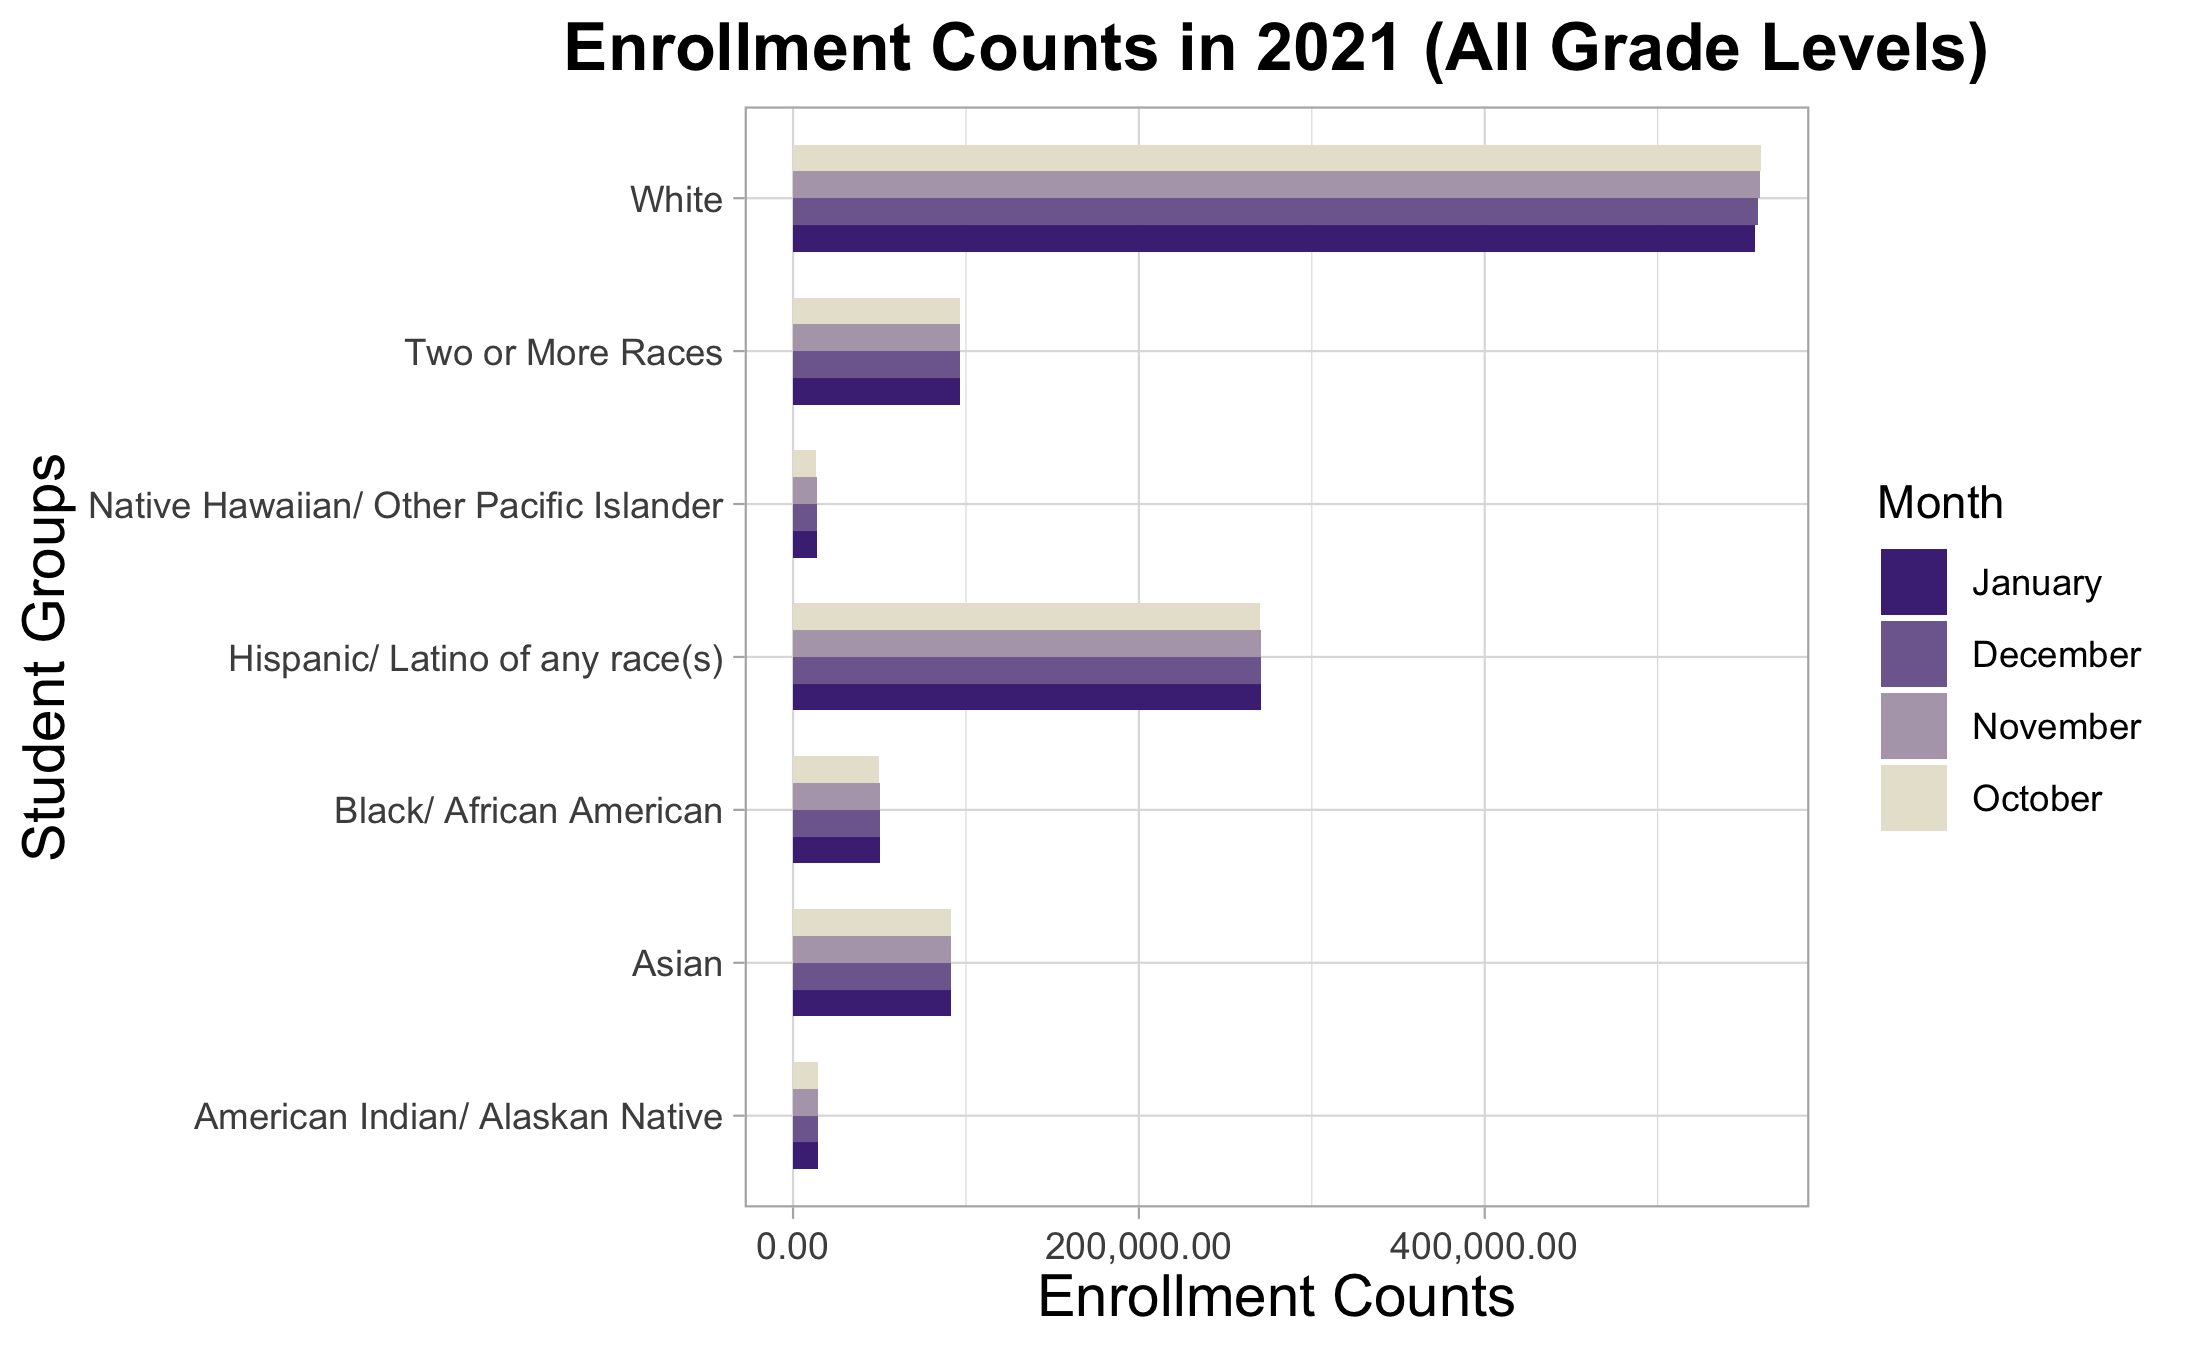 Enrollment Counts in 2021 (All Grade Levels)
Student Groups
White
Two or More Races
Native Hawaiian/ Other Pacific Islander
Hispanic/ Latino of any race(s)
Black/ African American
Asian
American Indian/ Alaskan Native
0.00
200,000.00
400,000.00
Enrollment Counts
Month
January
December
November
October